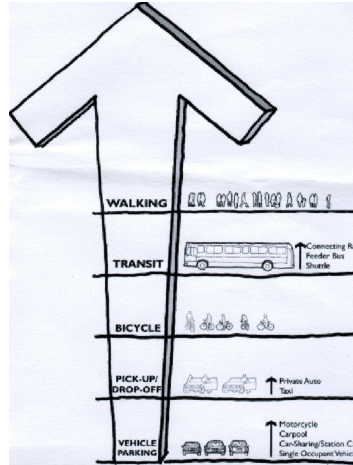 WALKING
TRANSIT
Connecting
Feeder Bus
Shuttle
BICYCLE
PICK-UP/
DROP-OFF
Private Auto
Taxi
VEHICLE
PARKING
Motorcycle
Carpool
Car-Sharing/Station
Single Occupant